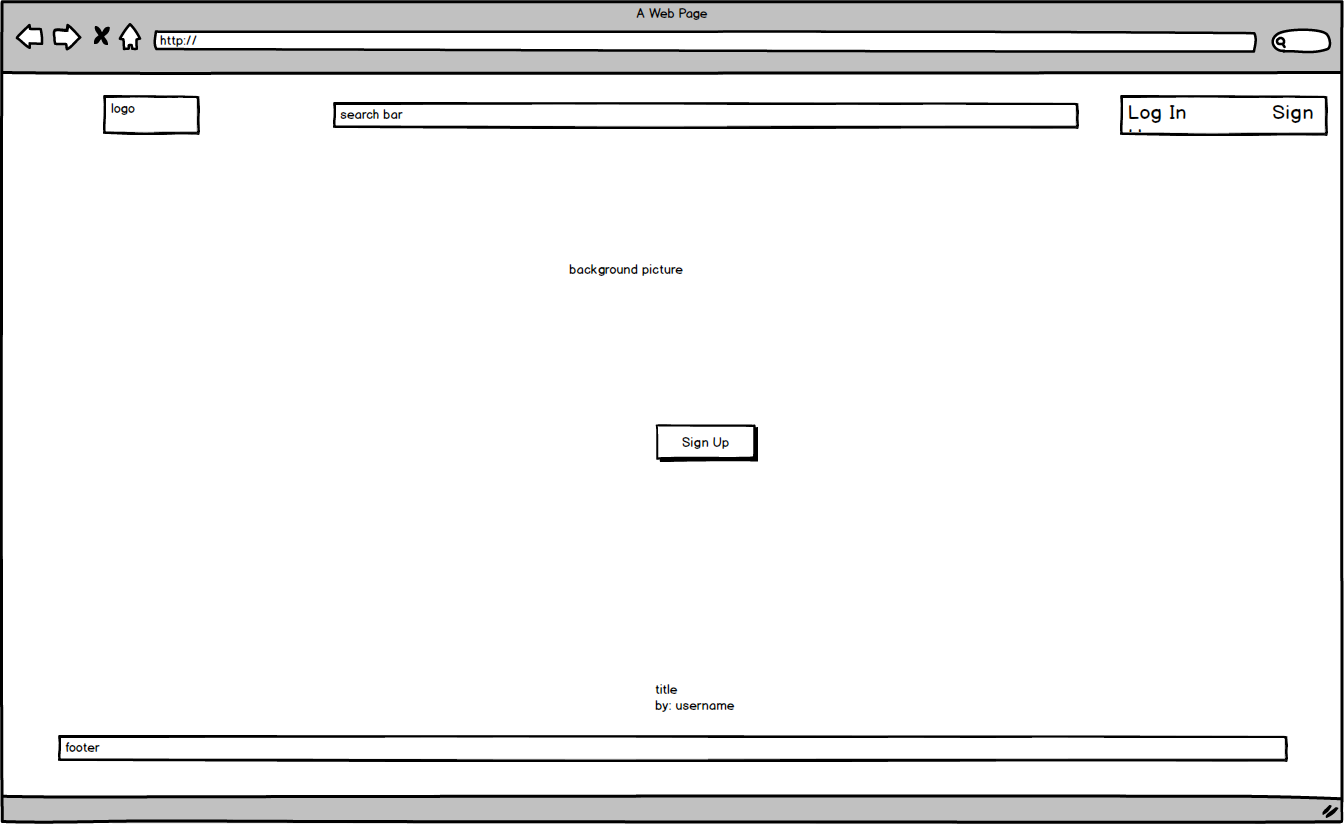 A Web Page
http://
logo
search bar
Log In Sign
background picture
Sign Up
title
by: username
footer